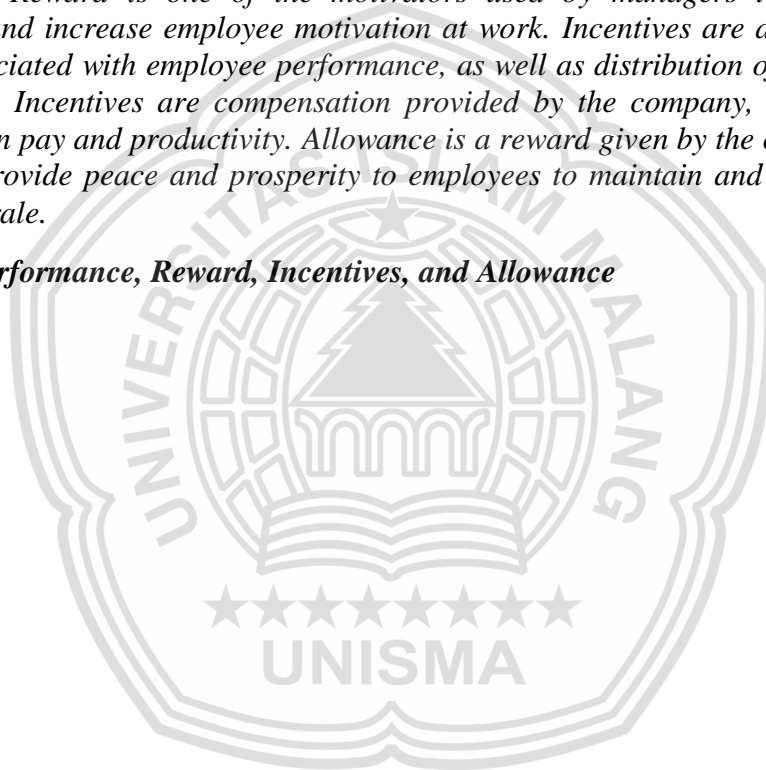 Reward is one of the motivators used by managers
and increase employee motivation at work. Incentives are
ciated with employee performance, as well as distribution
Incentives are compensation provided by the company,
n pay and productivity. Allowance is a reward given by the
rovide peace and prosperity to employees to maintain and
ale.
rformance, Reward, Incentives, and Allowance
UNIVERSITAS ISLAM MALANG
UNISMA